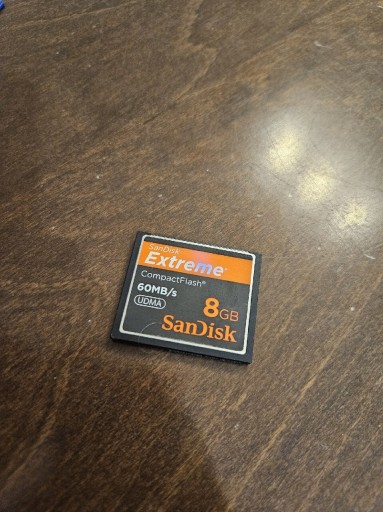 SanDisk
Extreme®
CompactFlash®
60MB/s
UDMA
8GB
SanDisk